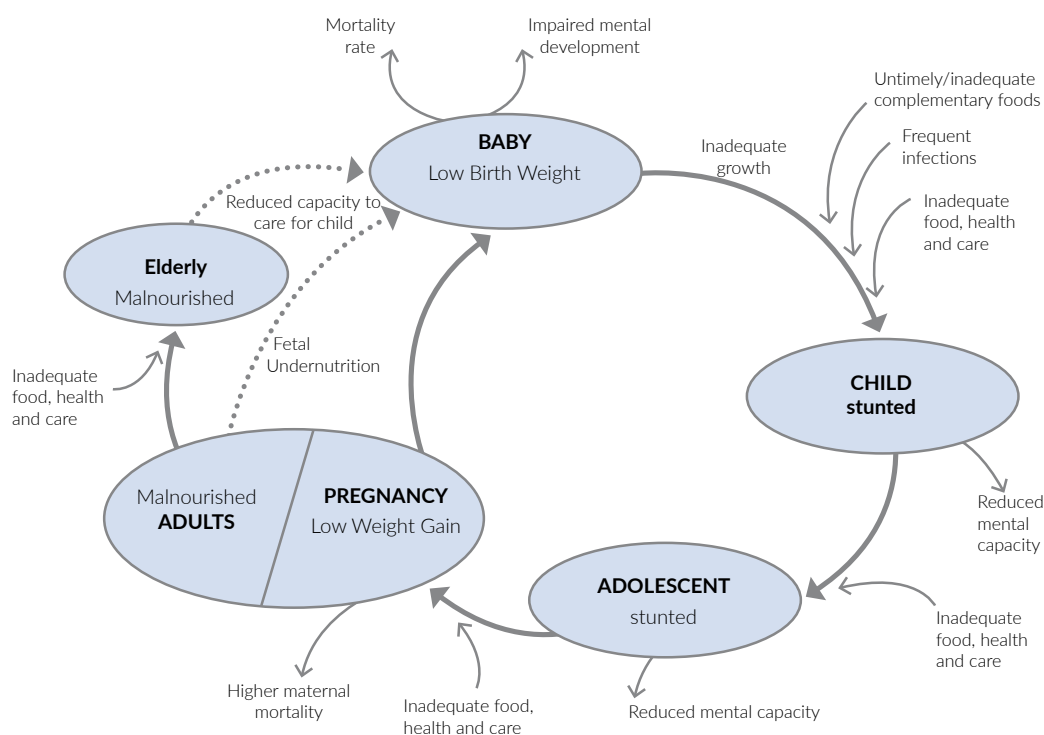 Mortality
rate
Impaired mental
development
BABY
Low Birth Weight
Inadequate
growth
Untimely/inadequate
complementary foods
Frequent
infections
Inadequate
food, health
and care
Reduced capacity to
care for child
Elderly
Malnourished
Fetal
Undernutrition
Inadequate
food, health
and care
CHILD
stunted
Reduced
mental
capacity
Malnourished
ADULTS
PREGNANCY
Low Weight Gain
ADOLESCENT
stunted
Inadequate
food, health
and care
Higher maternal
mortality
Inadequate food,
health and care
Reduced mental capacity